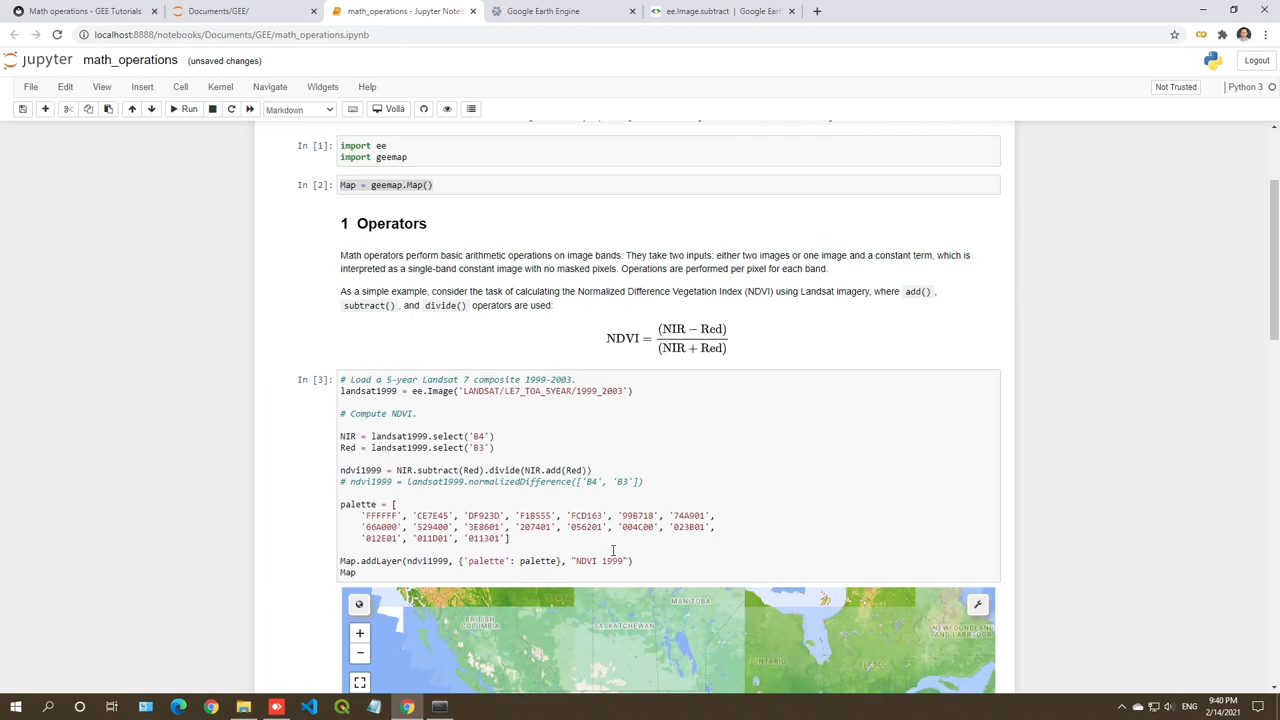 Math operations - GEE Tutorials
Documents/GEE/
math_operations - Jupyter Note
Google Earth Engine
ee.Image.subtract | Google Eart
localhost:8888/notebooks/Documents/GEE/math_operations.ipynb
jupyter math_operations (unsaved changes)
Logout
File Edit View Insert Cell Kernel Navigate Widgets Help
Not Trusted
Python 3
Run Markdown Voilà
In [1]: import ee
import geemap
In [2]: Map = geemap.Map()
1 Operators
Math operators perform basic arithmetic operations on image bands. They take two inputs: either two images or one image and a constant term, which is
interpreted as a single-band constant image with no masked pixels. Operations are performed per pixel for each band.
As a simple example, consider the task of calculating the Normalized Difference Vegetation Index (NDVI) using Landsat imagery, where add() ,
subtract() , and divide() operators are used:
NDVI = (NIR − Red)
(NIR + Red)
In [3]: # Load a 5-year Landsat 7 composite 1999-2003.
landsat1999 = ee.Image('LANDSAT/LE7_TOA_5YEAR/1999_2003')
# Compute NDVI.
NIR = landsat1999.select('B4')
Red = landsat1999.select('B3')
ndvi1999 = NIR.subtract(Red).divide(NIR.add(Red))
# ndvi1999 = landsat1999.normalizedDifference(['B4', 'B3'])
palette = [
'FFFFFF', 'CE7E45', 'DF923D', 'F1B555', 'FCD163', '99B718', '74A901',
'66A000', '529400', '3E8601', '207401', '056201', '004C00', '023B01',
'012E01', '011D01', '011301']
Map.addLayer(ndvi1999, {'palette': palette}, "NDVI 1999")
Map
MANITOBA
BRITISH
COLUMBIA
SASKATCHEWAN
NEWFOUNDLAND
AND LABRADOR
ONTARIO
QUEBEC
+
−
ENG
9:40 PM
2/14/2021